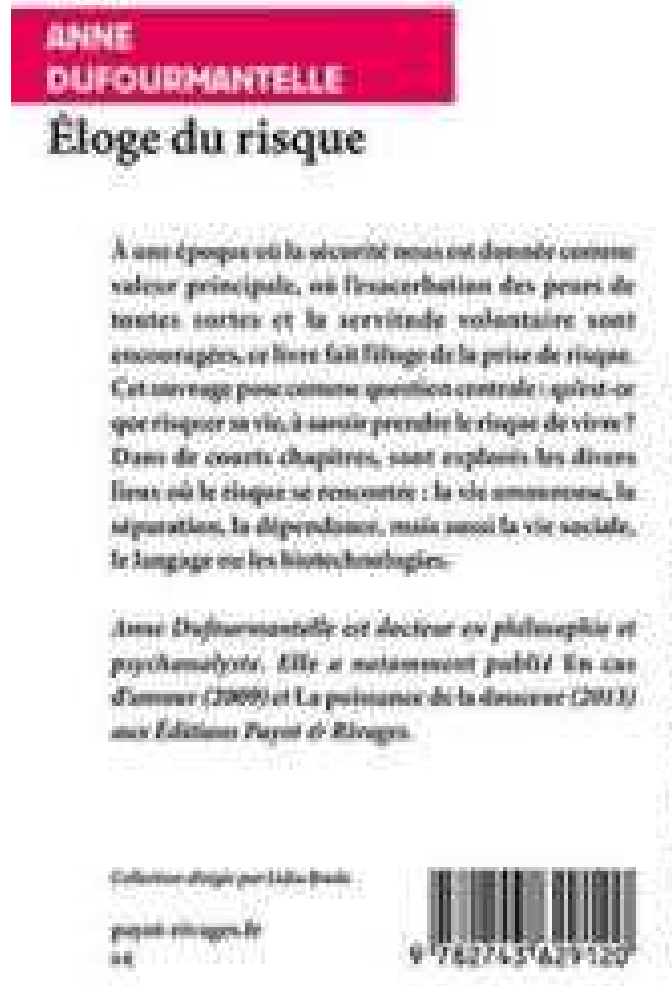 ANNE
DUFOURMANTELLE
Éloge du risque
À une époque où la sécurité nous est donnée comme
valeur principale, où l'exacerbation des peurs de
toutes sortes et la servitude volontaire sont
encouragées, ce livre fait l'éloge de la prise de risque.
Cet ouvrage pose comme question centrale : qu'est-ce
que risquer sa vie, à savoir prendre le risque de vivre ?
Dans de courts chapitres, sont explorés les divers
lieux où le risque se rencontre : la vie amoureuse, la
séparation, la dépendance, mais aussi la vie sociale,
le langage ou les biotechnologies.
Anne Dufourmantelle est docteur en philosophie et
psychanalyste. Elle a notamment publié En cas
d'amour (2009) et La puissance de la douceur (2013)
aux Éditions Payot & Rivages.
Collection dirigée par Lidia Breda
payot-rivages.fr
9 782743 629120